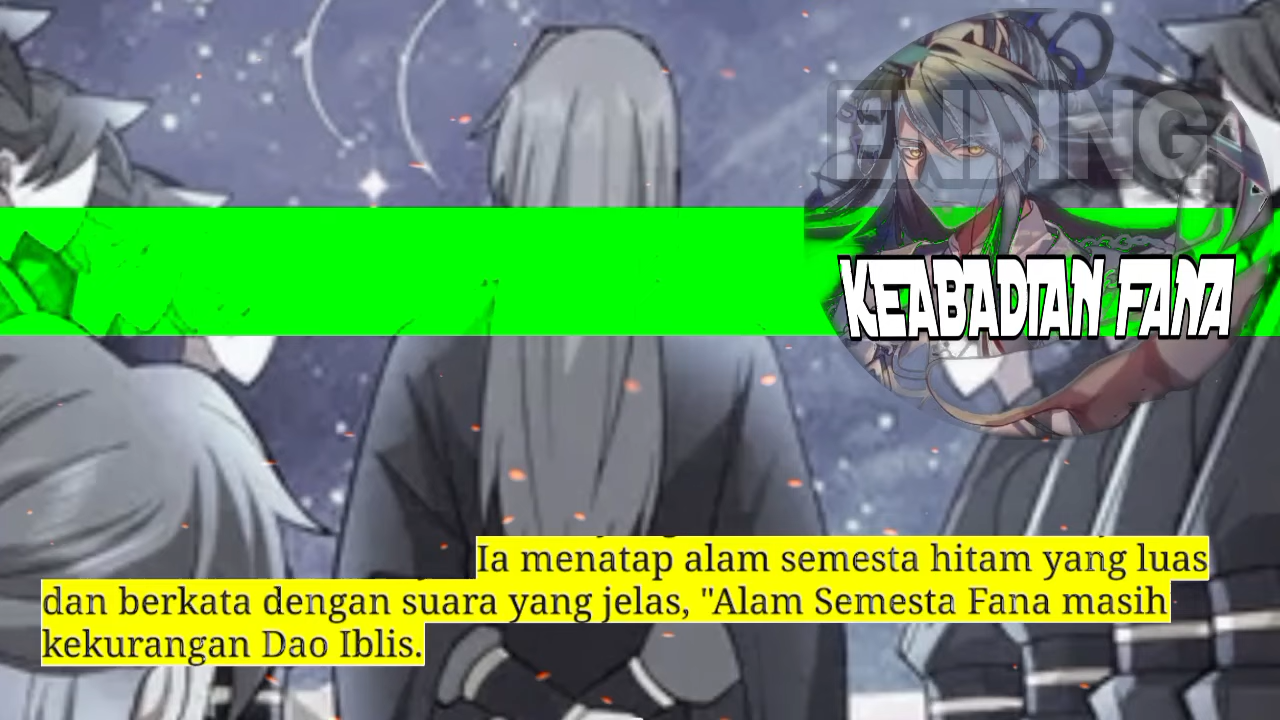 ENDING
KEABADIAN FANA
Ia menatap alam semesta hitam yang luas
dan berkata dengan suara yang jelas, "Alam Semesta Fana masih
kekurangan Dao Iblis.